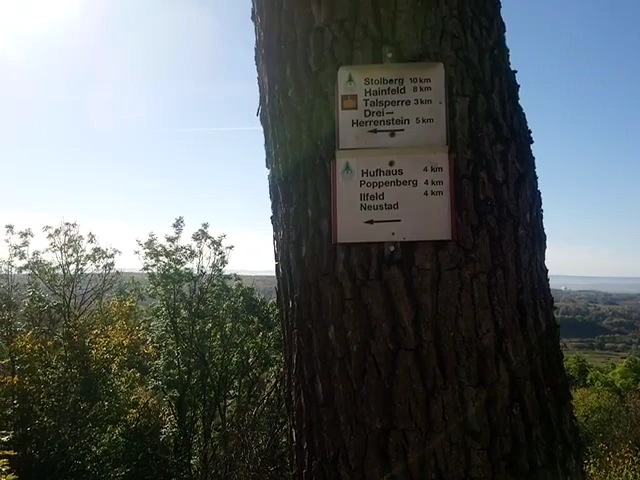 Stolberg 10 km
Hainfeld 8 km
Talsperre 3 km
Drei-
Herrenstein 5 km
Hufhaus 4 km
Poppenberg 4 km
Ilfeld 4 km
Neustad